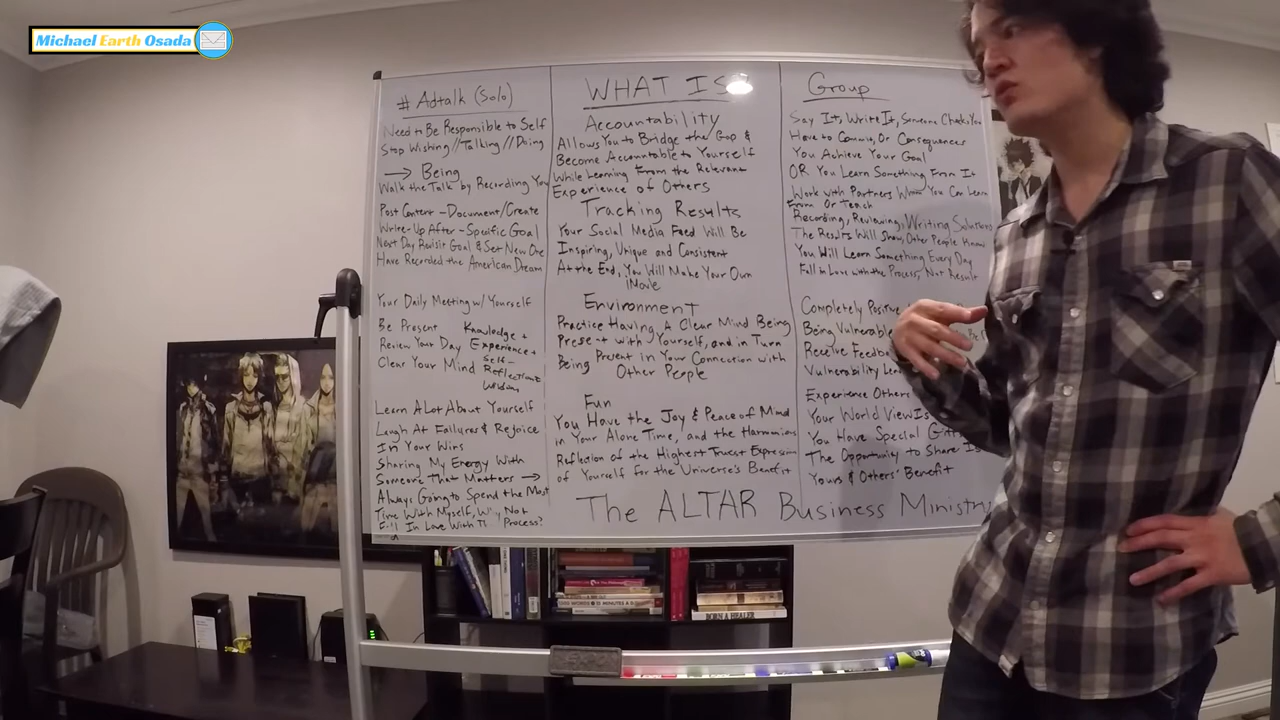 Michael Earth Osada
# Adtalk (Solo)
Need to Be Responsible to Self
Stop Wishing//Talking//Doing
→ Being
Walk the Talk by Recording You
Post Content - Document/Create
Write-Up After - Specific Goal
Next Day Revisit Goal & Set New One
Have Recorded the American Dream
Your Daily Meeting w/ Yourself
Be Present
Review Your Day
Clear Your Mind
Knowledge +
Experience +
Self-
Reflection =
Wisdom
Learn A Lot About Yourself
Laugh At Failures & Rejoice
In Your Wins
Sharing My Energy With
Someone That Matters →
Always Going to Spend the Most
Time With Myself, Why Not
Fall In Love With The Process?
WHAT IS
Accountability
Allows You to Bridge the Gap &
Become Accountable to Yourself
While Learning From the Relevant
Experience of Others
Tracking Results
Your Social Media Feed Will Be
Inspiring, Unique and Consistent
At the End, You Will Make Your Own
iMovie
Environment
Practice Having A Clear Mind Being
Present with Yourself, and in Turn
Being Present in Your Connection with
Other People
Fun
You Have the Joy & Peace of Mind
in Your Alone Time, and the Harmonious
Reflection of the Highest Truest Expression
of Yourself for the Universe's Benefit
Group
Say It, Write It, Someone Checks You
Have to Commit, Or Consequences
You Achieve Your Goal
OR You Learn Something From It
Work with Partners Whom You Can Learn
From Or Teach
Recording, Reviewing, Writing Solutions
The Results Will Show, Other People Know
You Will Learn Something Every Day
Fall in Love with the Process, Not Result
Completely Positive
Being Vulnerable
Receive Feedba
Vulnerability Lea
Experience Others
Your World View Is
You Have Special Gift
The Opportunity to Share Is
Yours & Others' Benefit
The ALTAR Business Ministry
BORN A HEALER